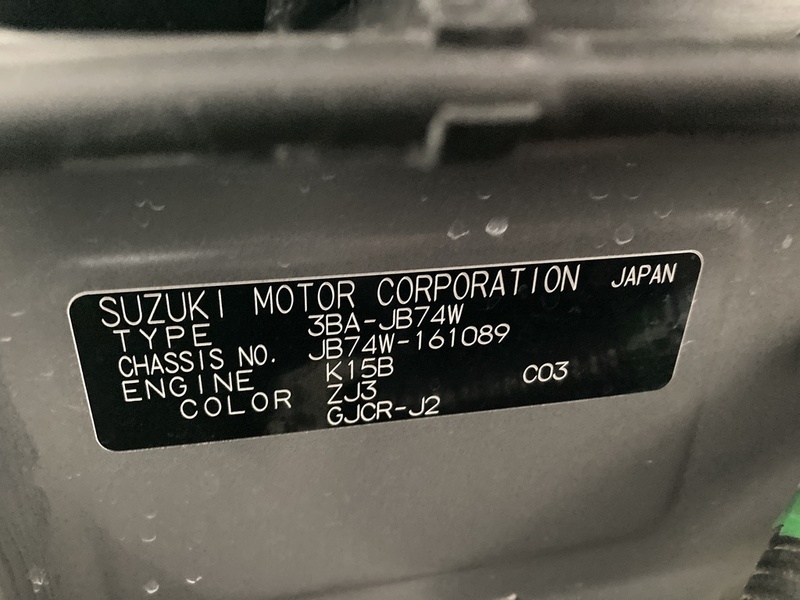 SUZUKI MOTOR CORPORATION JAPAN
TYPE 3BA-JB74W
CHASSIS NO. JB74W-161089
ENGINE K15B
COLOR ZJ3 C03
GJCR-J2